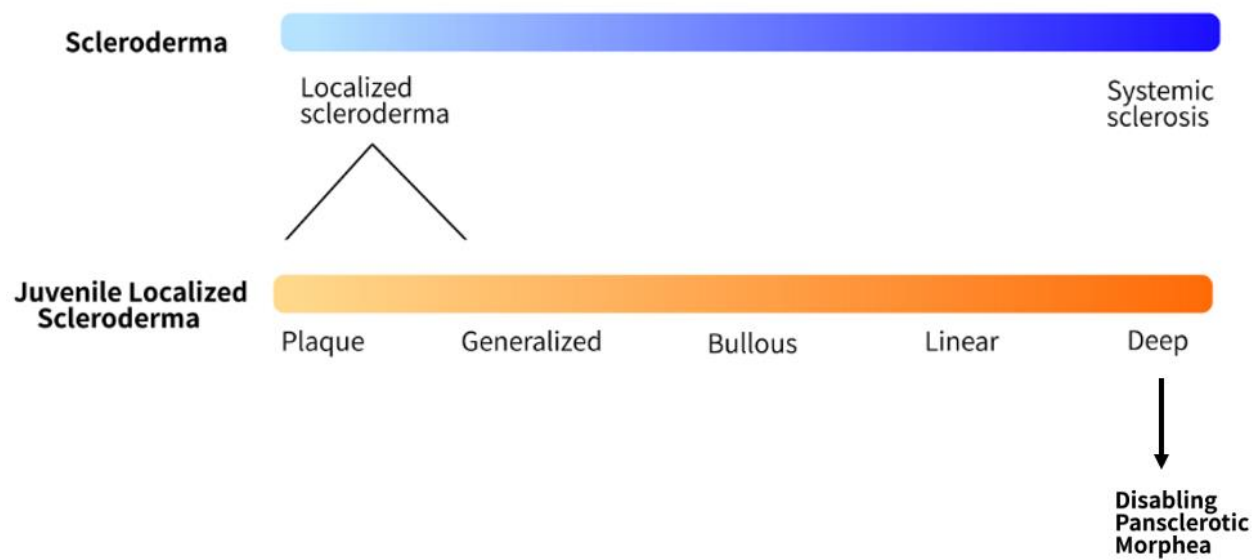 Scleroderma
Localized
scleroderma
Systemic
sclerosis
Juvenile Localized
Scleroderma
Plaque
Generalized
Bullous
Linear
Deep
Disabling
Pansclerotic
Morphea